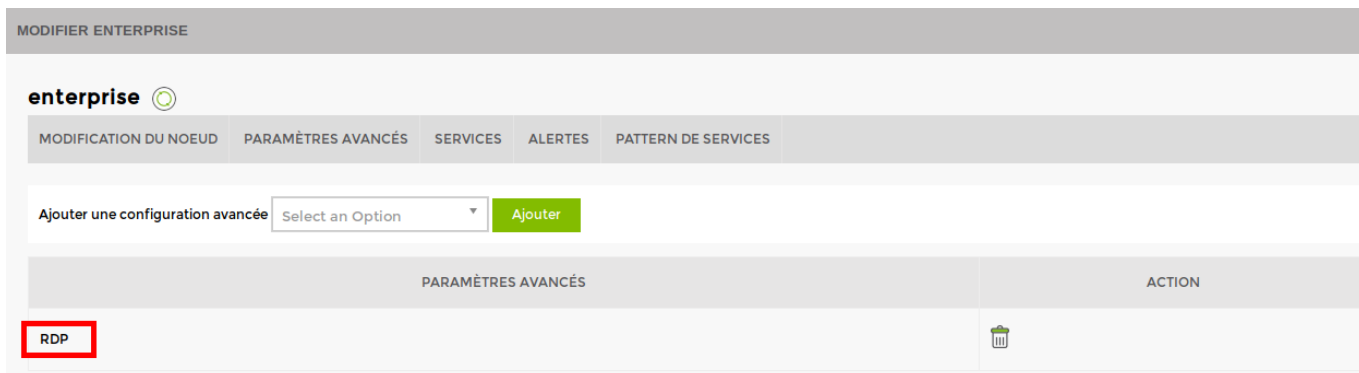 MODIFIER ENTERPRISE
enterprise
MODIFICATION DU NOEUD PARAMÈTRES AVANCÉS SERVICES ALERTES PATTERN DE SERVICES
Ajouter une configuration avancée Select an Option Ajouter
PARAMÈTRES AVANCÉS ACTION
RDP